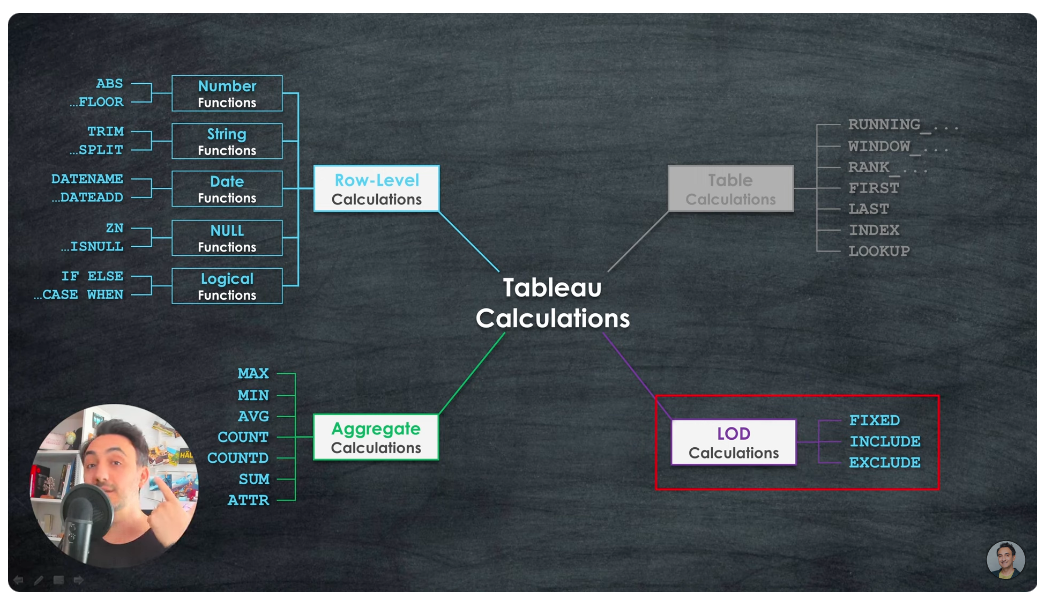 ABS
...FLOOR
Number
Functions
TRIM
...SPLIT
String
Functions
DATENAME
...DATEADD
Date
Functions
ZN
...ISNULL
NULL
Functions
IF ELSE
...CASE WHEN
Logical
Functions
Row-Level
Calculations
Table
Calculations
RUNNING_...
WINDOW_...
RANK_...
FIRST
LAST
INDEX
LOOKUP
Tableau
Calculations
MAX
MIN
AVG
COUNT
COUNTD
SUM
ATTR
Aggregate
Calculations
LOD
Calculations
FIXED
INCLUDE
EXCLUDE